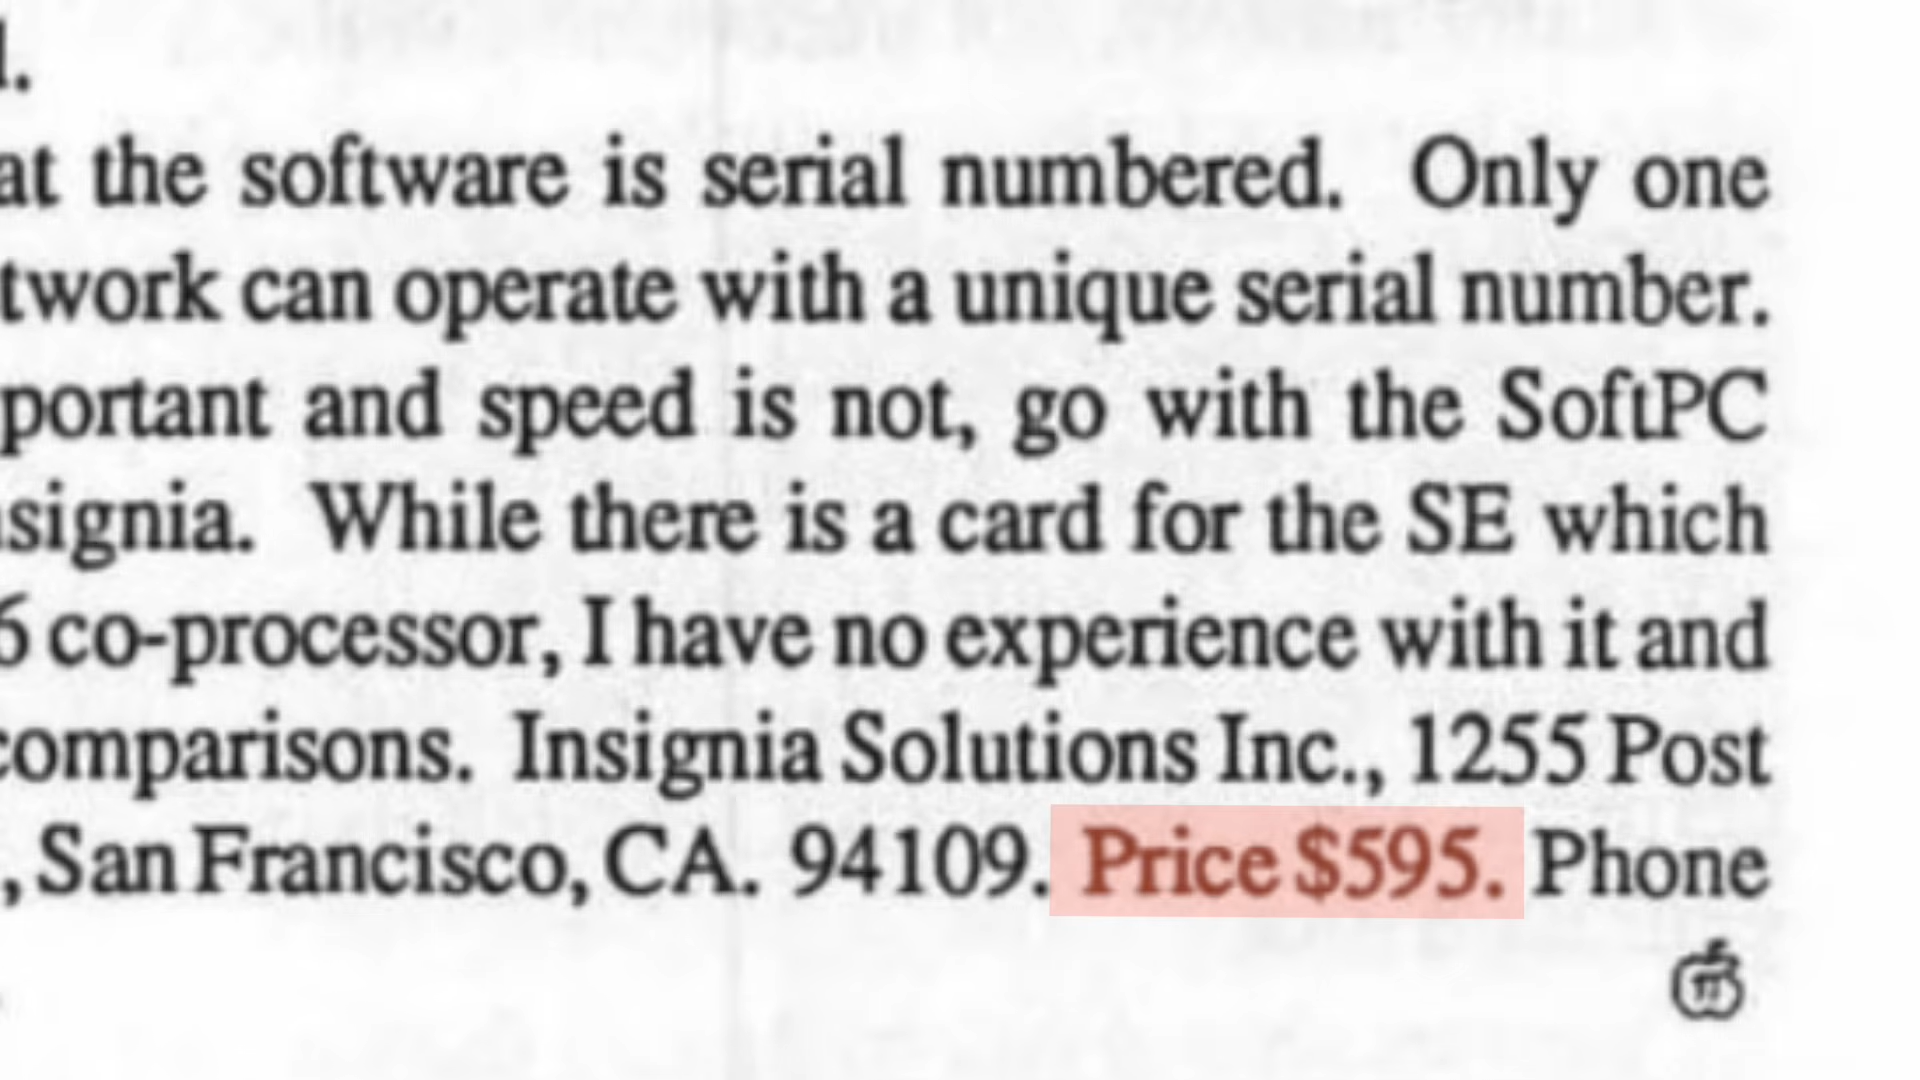 at the software is serial numbered. Only one
twork can operate with a unique serial number.
portant and speed is not, go with the SoftPC
signia. While there is a card for the SE which
6 co-processor, I have no experience with it and
comparisons. Insignia Solutions Inc., 1255 Post
, San Francisco, CA. 94109. Price $595. Phone